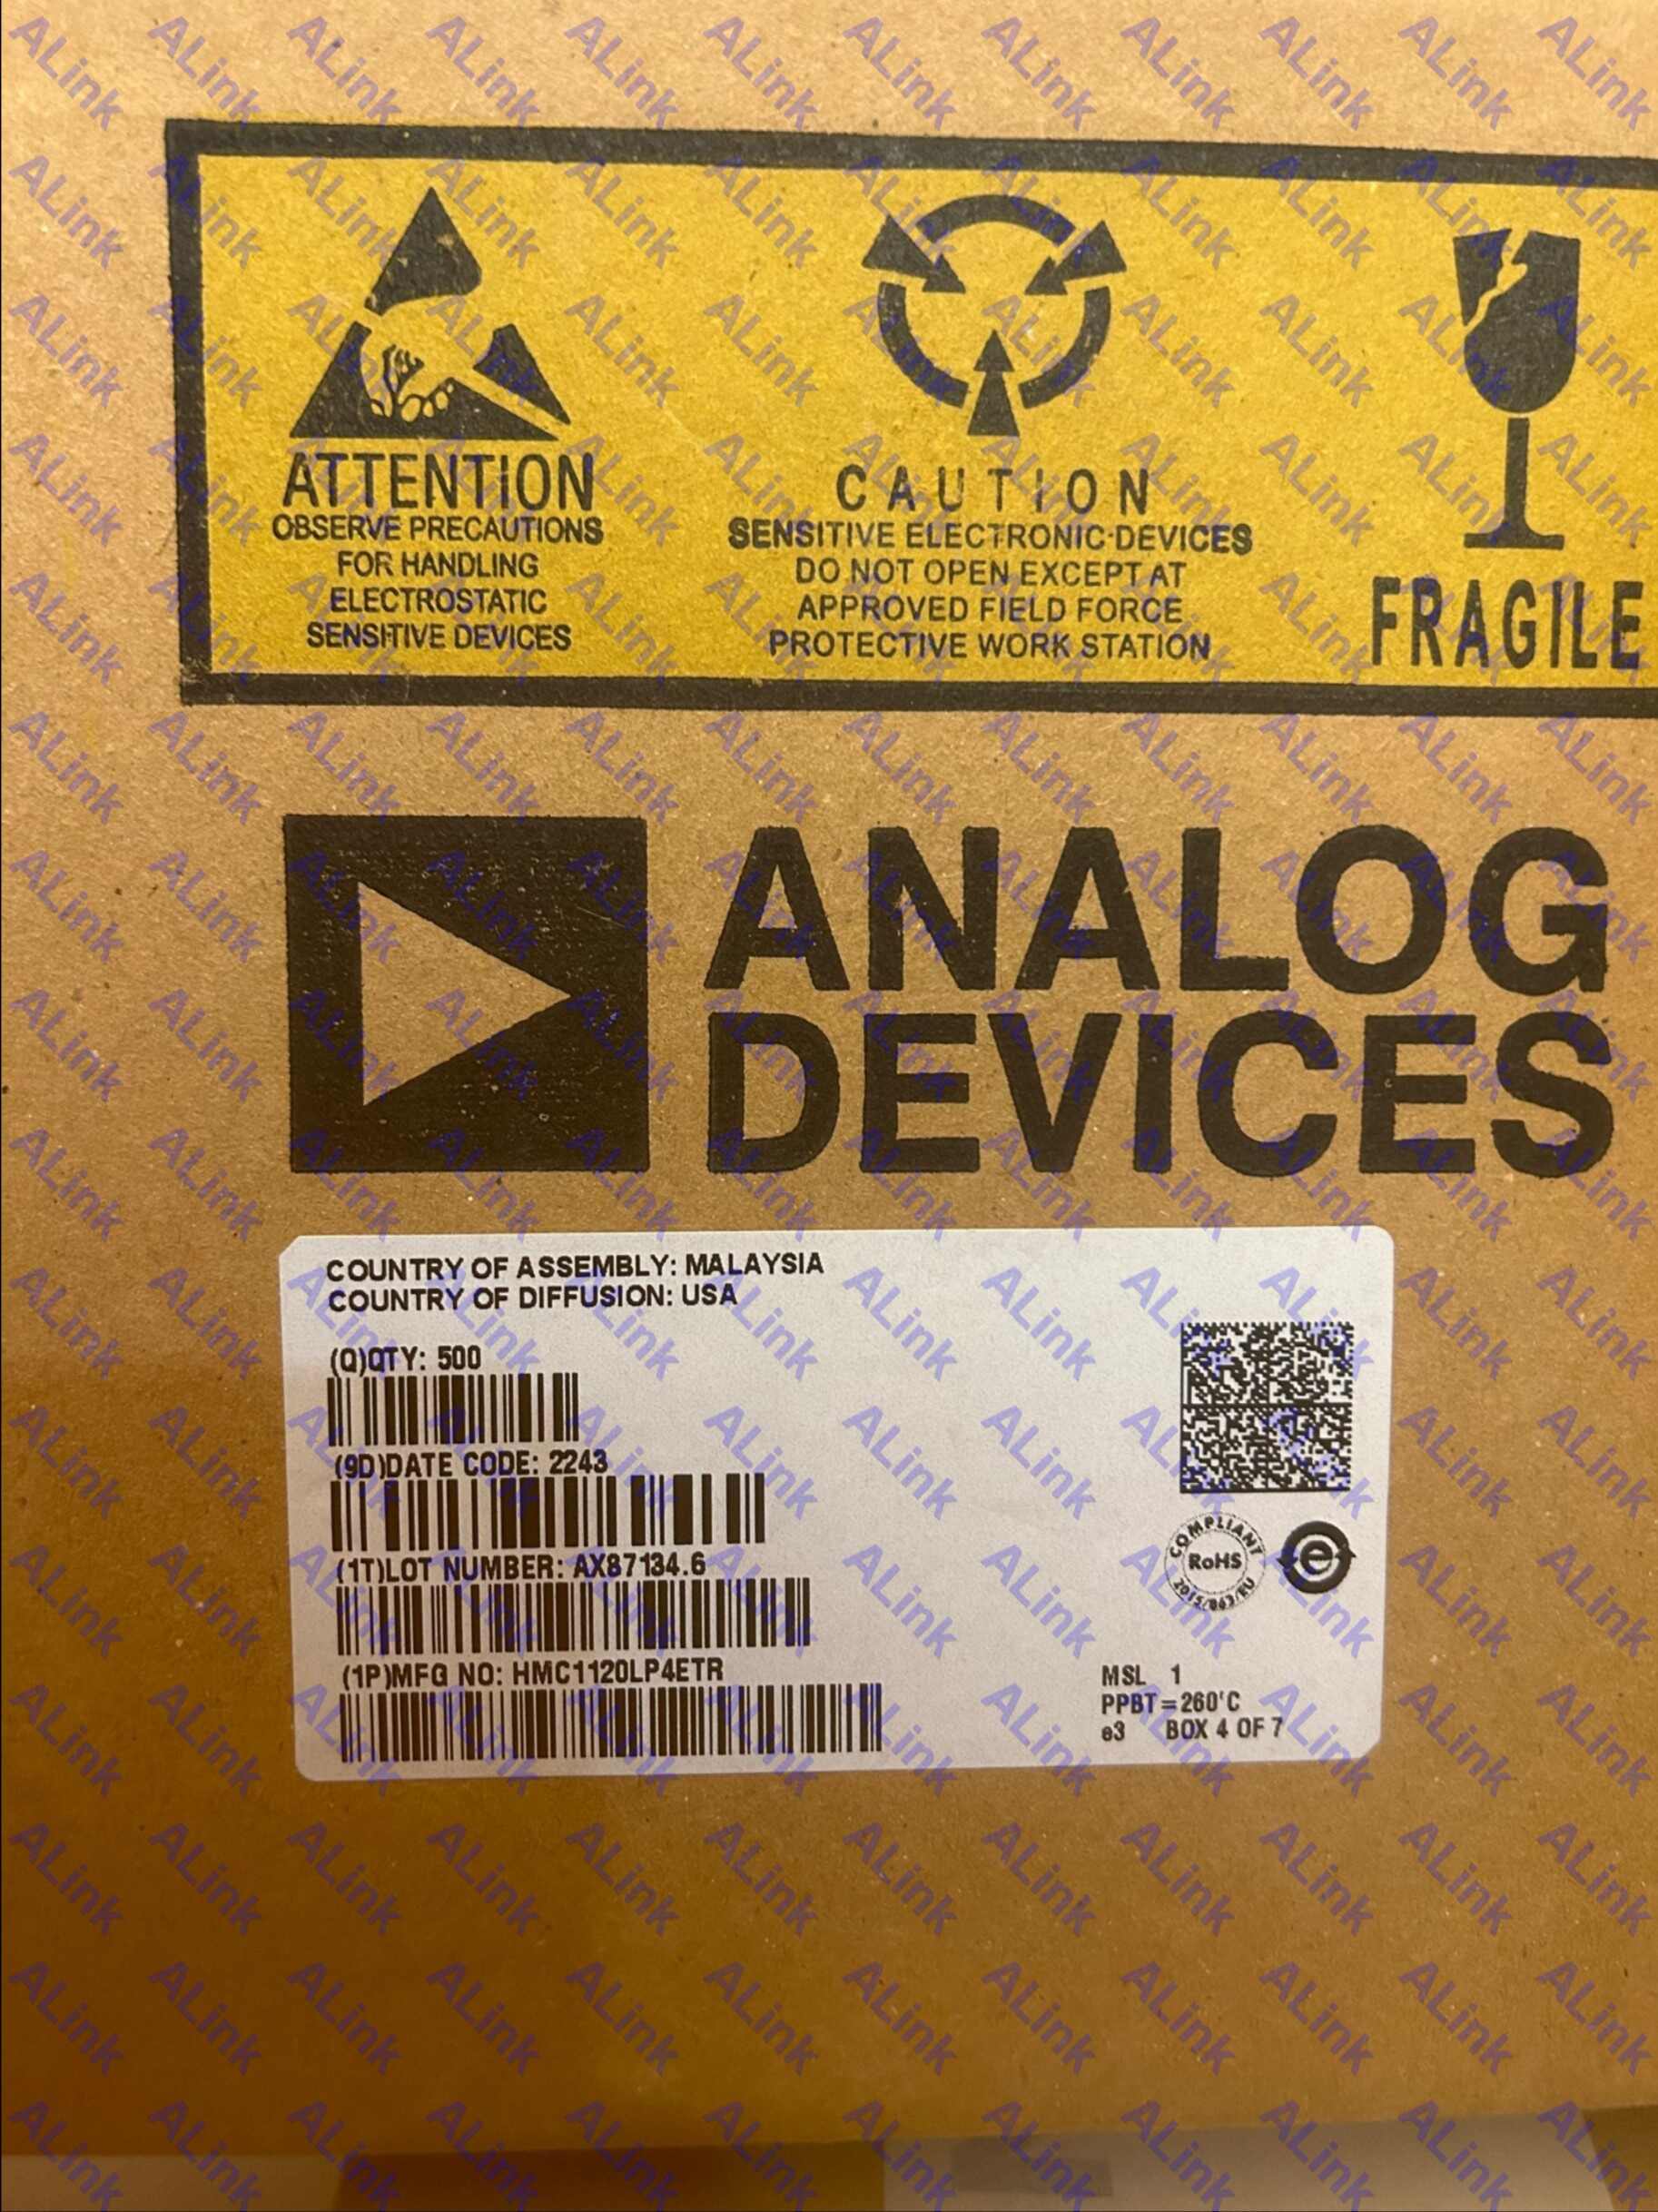 ATTENTION
OBSERVE PRECAUTIONS
FOR HANDLING
ELECTROSTATIC
SENSITIVE DEVICES
CAUTION
SENSITIVE ELECTRONIC DEVICES
DO NOT OPEN EXCEPT AT
APPROVED FIELD FORCE
PROTECTIVE WORK STATION
FRAGILE
ANALOG
DEVICES
COUNTRY OF ASSEMBLY: MALAYSIA
COUNTRY OF DIFFUSION: USA
(Q)QTY: 500
(9D)DATE CODE: 2243
(1T)LOT NUMBER: AX87134.6
(1P)MFG NO: HMC1120LP4ETR
COMPLIANT
RoHS
2015/863/EU
e
MSL 1
PPBT=260'C
e3 BOX 4 OF 7
ALink